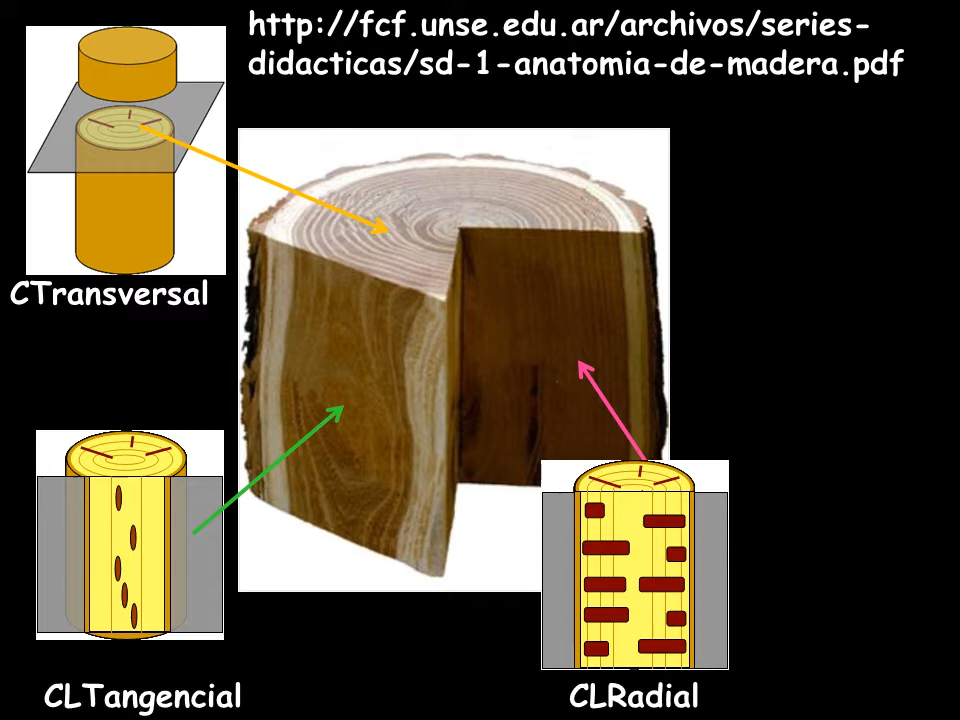 http://fcf.unse.edu.ar/archivos/series-
didacticas/sd-1-anatomia-de-madera.pdf
CTransversal
CLTangencial
CLRadial